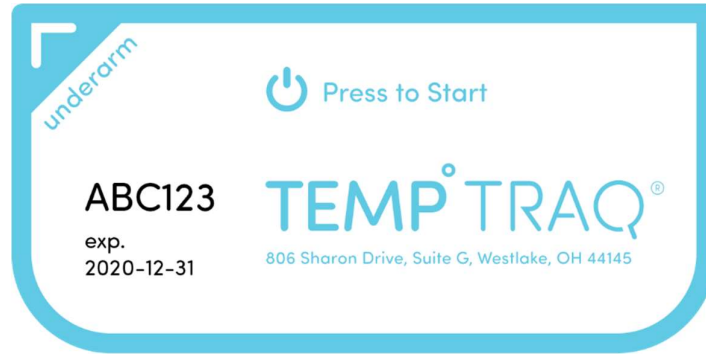 underarm
Press to Start
ABC123
exp.
2020-12-31
TEMP°TRAQ®
806 Sharon Drive, Suite G, Westlake, OH 44145